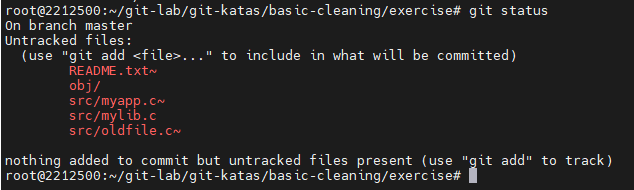 root@2212500:~/git-lab/git-katas/basic-cleaning/exercise# git status
On branch master
Untracked files:
  (use "git add <file>..." to include in what will be committed)
        README.txt~
        obj/
        src/myapp.c~
        src/mylib.c
        src/oldfile.c~

nothing added to commit but untracked files present (use "git add" to track)
root@2212500:~/git-lab/git-katas/basic-cleaning/exercise#